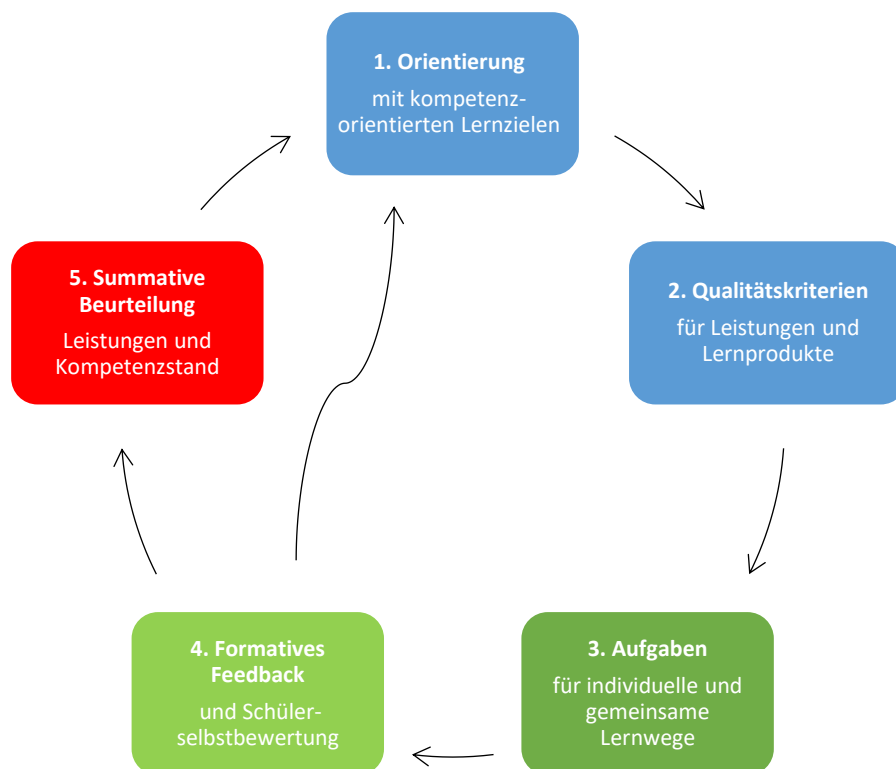 1. Orientierung
mit kompetenz-
orientierten Lernzielen
2. Qualitätskriterien
für Leistungen und
Lernprodukte
3. Aufgaben
für individuelle und
gemeinsame
Lernwege
4. Formatives
Feedback
und Schüler-
selbstbewertung
5. Summative
Beurteilung
Leistungen und
Kompetenzstand